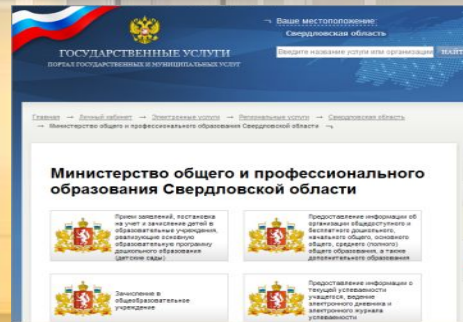 Ваше местоположение:
Свердловская область
ГОСУДАРСТВЕННЫЕ УСЛУГИ
ПОРТАЛ ГОСУДАРСТВЕННЫХ И МУНИЦИПАЛЬНЫХ УСЛУГ
Введите название услуги или организации
НАЙТ
Главная → Личный кабинет → Электронные услуги → Региональные услуги → Свердловская область
→ Министерство общего и профессионального образования Свердловской области
Министерство общего и профессионального
образования Свердловской области
Прием заявлений, постановка
на учет и зачисление детей в
образовательные учреждения,
реализующие основную
образовательную программу
дошкольного образования
(детские сады)
Предоставление информации об
организации общедоступного и
бесплатного дошкольного,
начального общего, основного
общего, среднего (полного)
общего образования, а также
дополнительного образования
Зачисление в
общеобразовательное
учреждение
Предоставление информации о
текущей успеваемости
учащегося, ведение
электронного дневника и
электронного журнала
успеваемости